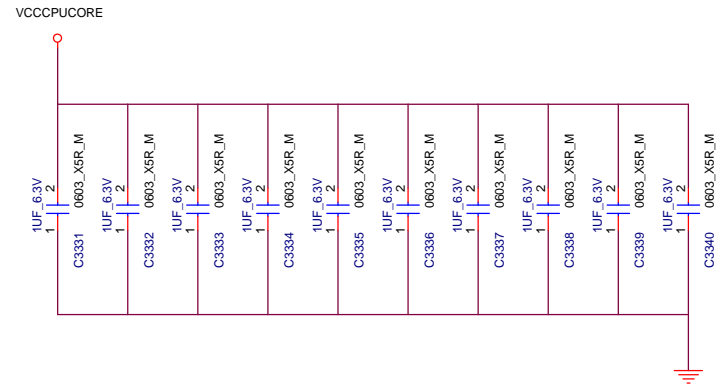 VCCCPUCORE
1UF_6.3V
1 2
0603_X5R_M
C3331
1UF_6.3V
1 2
0603_X5R_M
C3332
1UF_6.3V
1 2
0603_X5R_M
C3333
1UF_6.3V
1 2
0603_X5R_M
C3334
1UF_6.3V
1 2
0603_X5R_M
C3335
1UF_6.3V
1 2
0603_X5R_M
C3336
1UF_6.3V
1 2
0603_X5R_M
C3337
1UF_6.3V
1 2
0603_X5R_M
C3338
1UF_6.3V
1 2
0603_X5R_M
C3339
1UF_6.3V
1 2
0603_X5R_M
C3340